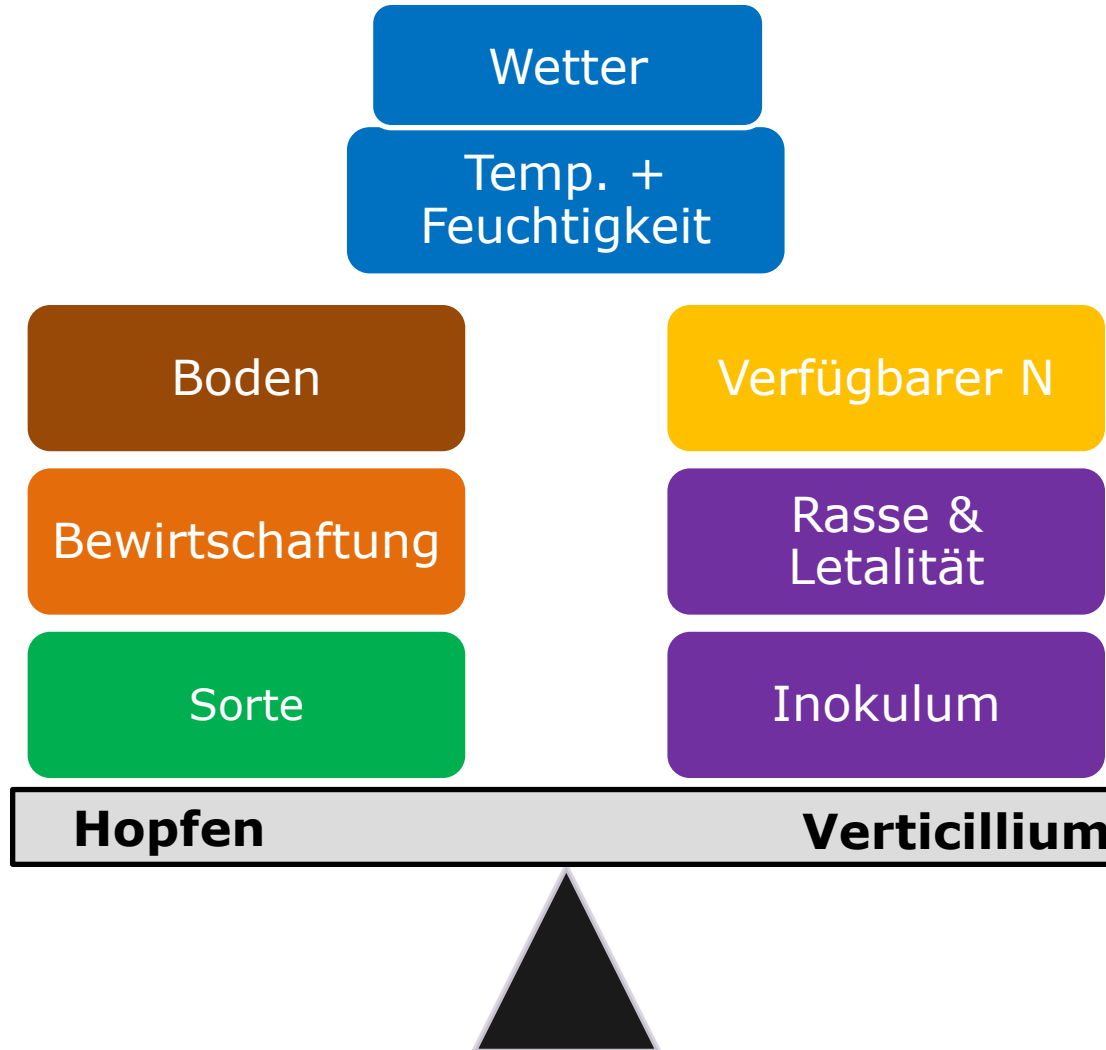 Wetter
Temp. +
Feuchtigkeit
Boden
Verfügbarer N
Bewirtschaftung
Rasse &
Letalität
Sorte
Inokulum
Hopfen
Verticillium